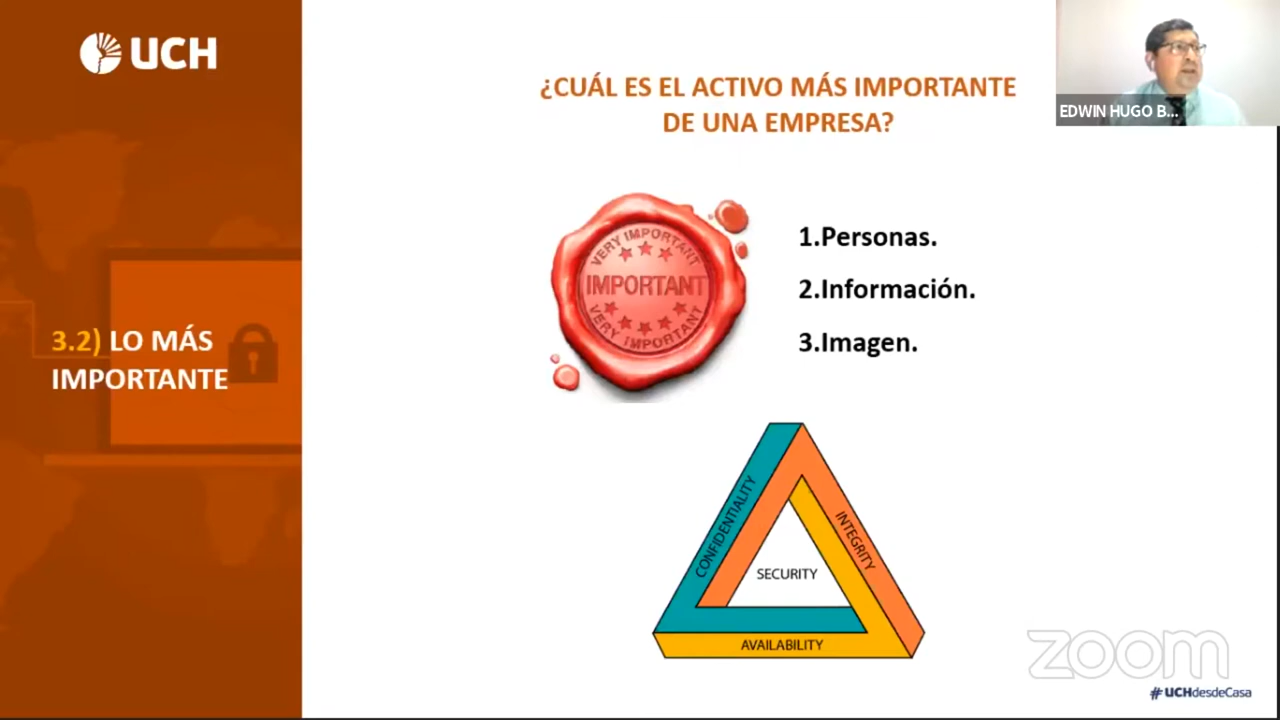 UCH
¿CUÁL ES EL ACTIVO MÁS IMPORTANTE
DE UNA EMPRESA?
EDWIN HUGO B...
VERY IMPORTANT
IMPORTANT
VERY IMPORTANT
1.Personas.
2.Información.
3.Imagen.
3.2) LO MÁS
IMPORTANTE
CONFIDENTIALITY
INTEGRITY
SECURITY
AVAILABILITY
zoom
#UCHdesdeCasa